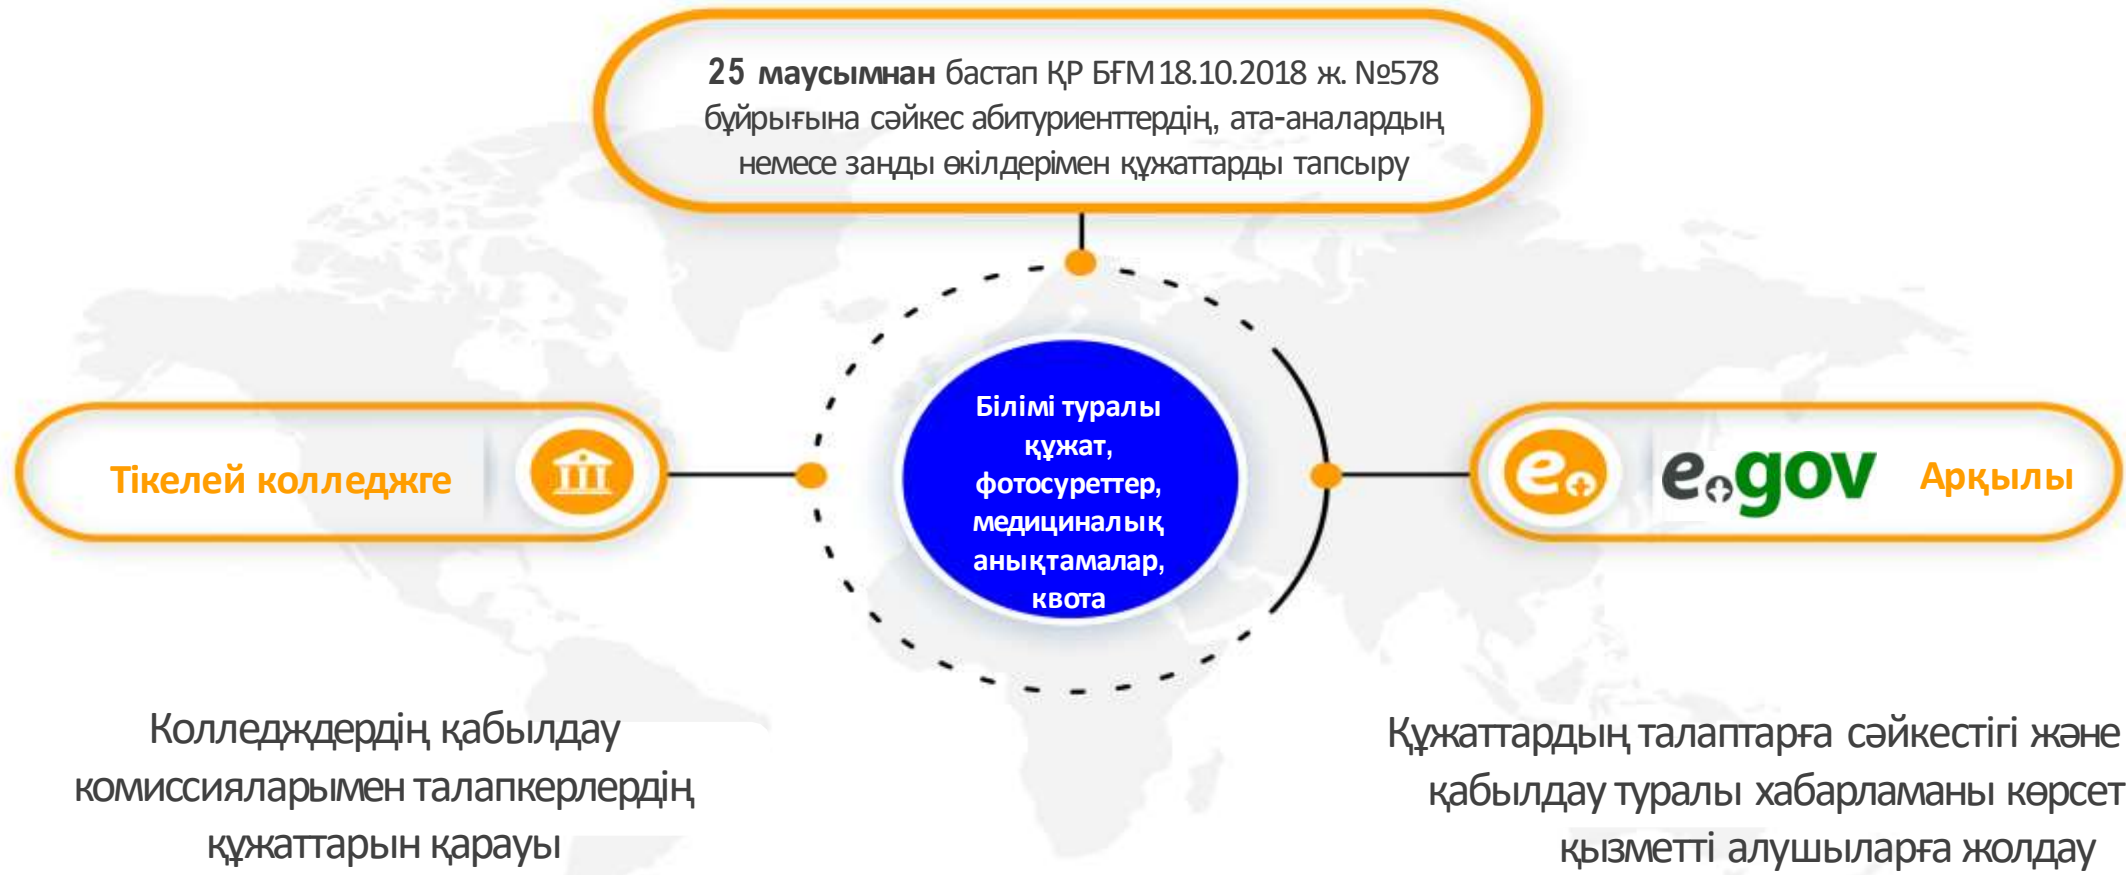 25 маусымнан бастап ҚР БҒМ 18.10.2018 ж. №578
бұйрығына сәйкес абитуриенттердің, ата-аналардың
немесе заңды өкілдерімен құжаттарды тапсыру
Тікелей колледжге
Білімі туралы
құжат,
фотосуреттер,
медициналық
анықтамалар,
квота
e gov Арқылы
Колледждердің қабылдау
комиссияларымен талапкерлердің
құжаттарын қарауы
Құжаттардың талаптарға сәйкестігі және
қабылдау туралы хабарламаны көрсет
қызметті алушыларға жолдау